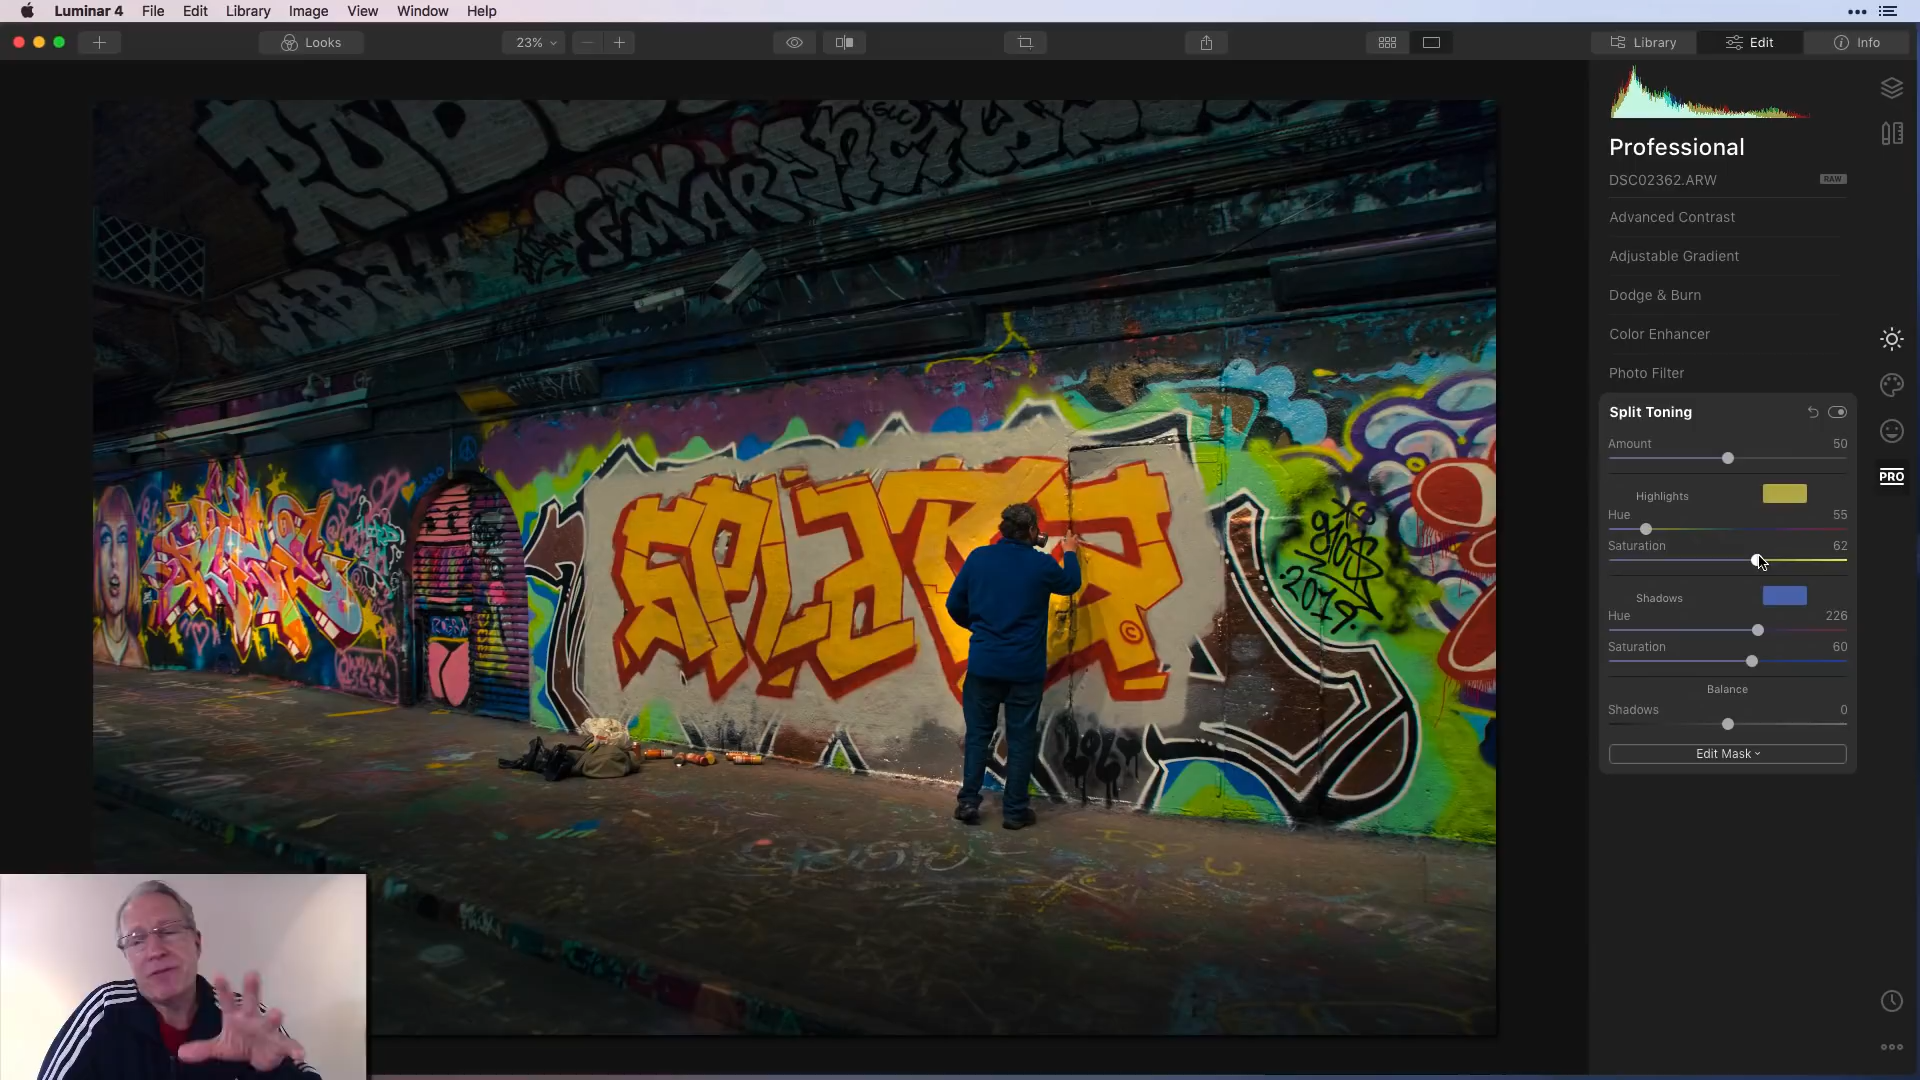 Luminar 4 File Edit Library Image View Window Help
Looks 23% Library Edit Info
Professional
DSC02362.ARW RAW
Advanced Contrast
Adjustable Gradient
Dodge & Burn
Color Enhancer
Photo Filter
Split Toning
Amount 50
Highlights
Hue 55
Saturation 62
Shadows
Hue 226
Saturation 60
Balance
Shadows 0
Edit Mask
PRO
SMAR
2019
©